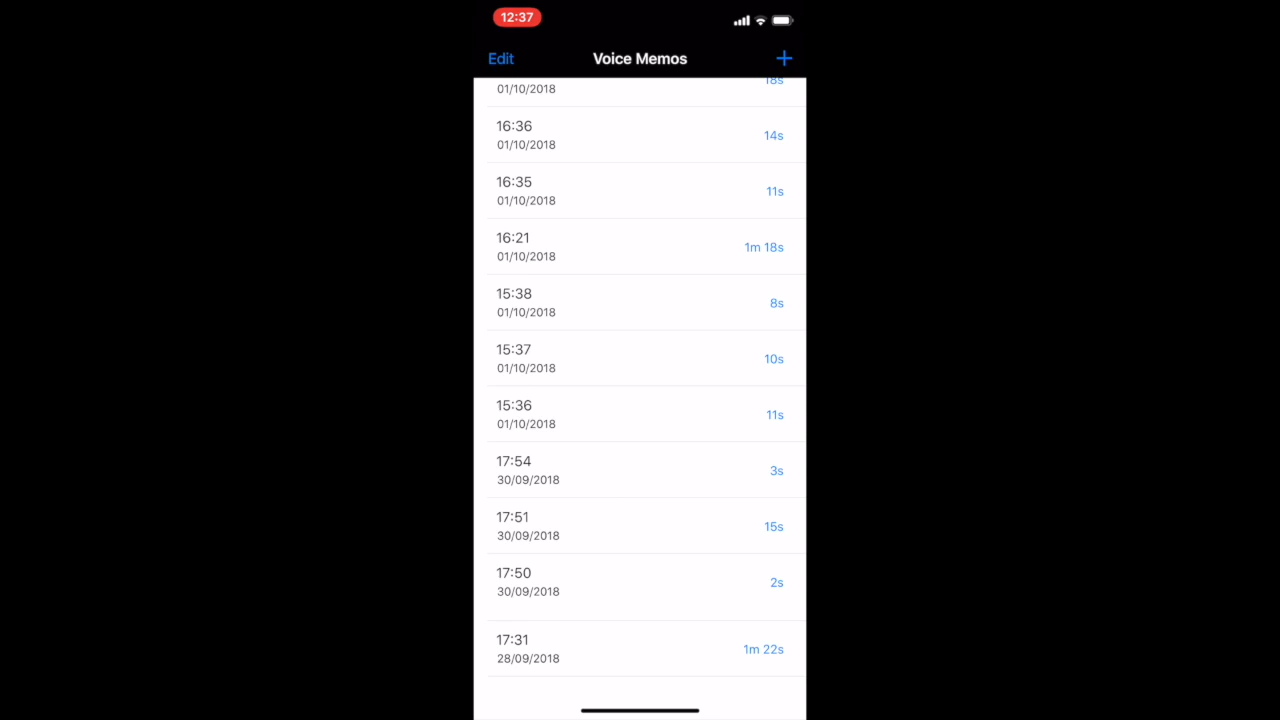 12:37
Edit
Voice Memos
18s
01/10/2018
16:36
14s
01/10/2018
16:35
11s
01/10/2018
16:21
1m 18s
01/10/2018
15:38
8s
01/10/2018
15:37
10s
01/10/2018
15:36
11s
01/10/2018
17:54
3s
30/09/2018
17:51
15s
30/09/2018
17:50
2s
30/09/2018
17:31
1m 22s
28/09/2018